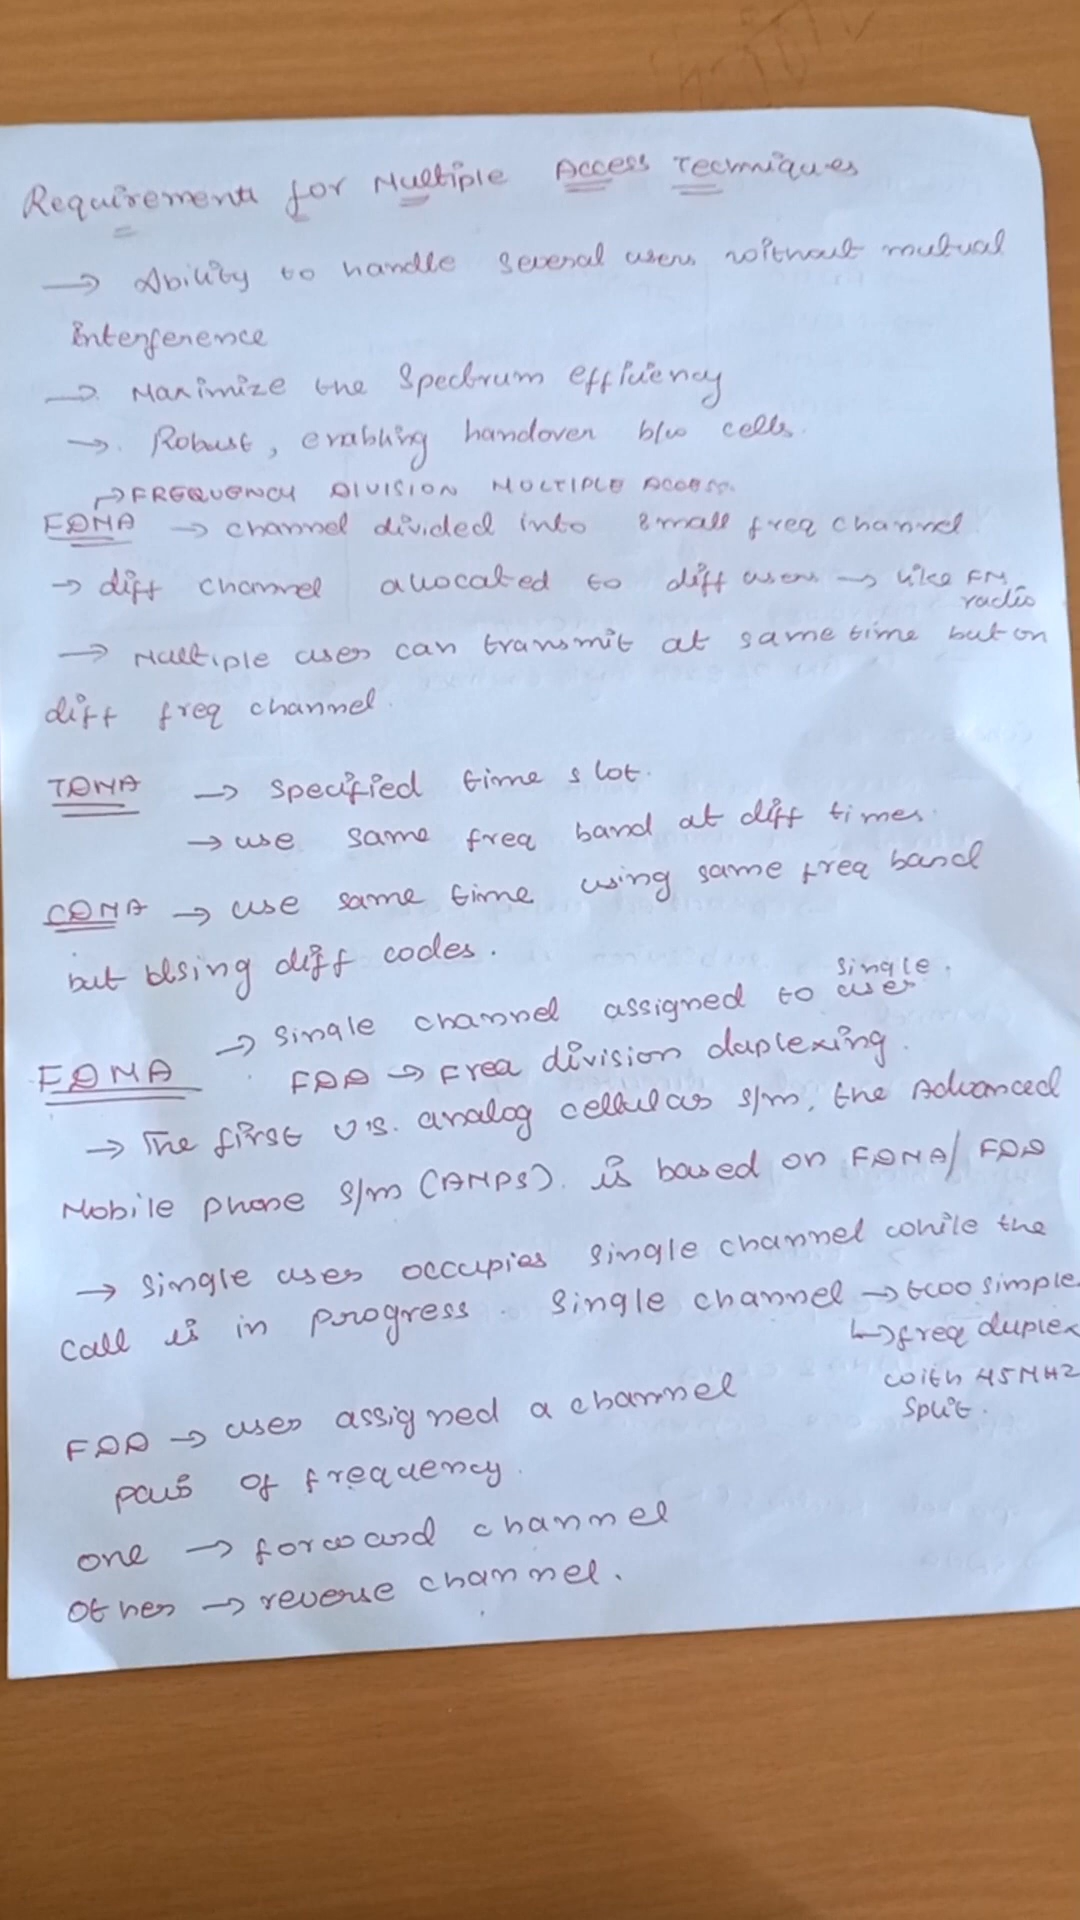 Requirements for Multiple Access Techniques
→ Ability to handle several users without mutual
interference
→ Maximize the Spectrum efficiency
→ Robust, enabling handover b/w cells.
→ FREQUENCY DIVISION MULTIPLE ACCESS.
FDMA → channel divided into small freq channel
→ diff channel allocated to diff users → like FM
radio
→ Multiple user can transmit at same time but on
diff freq channel.
TDMA → specified time slot.
→ use same freq band at diff times.
CDMA → use same time using same freq band
but using diff codes.
single
→ single channel assigned to user
FDMA
FDD → Freq division duplexing.
→ The first U.S. analog cellular s/m, the Advanced
Mobile phone s/m (AMPS). is based on FDMA/FDD
→ single user occupies single channel while the
call is in progress. single channel → two simple
↳ freq duplex
with 45MHZ
split.
FDD → user assigned a channel
pair of frequency.
one → forward channel
other → reverse channel.